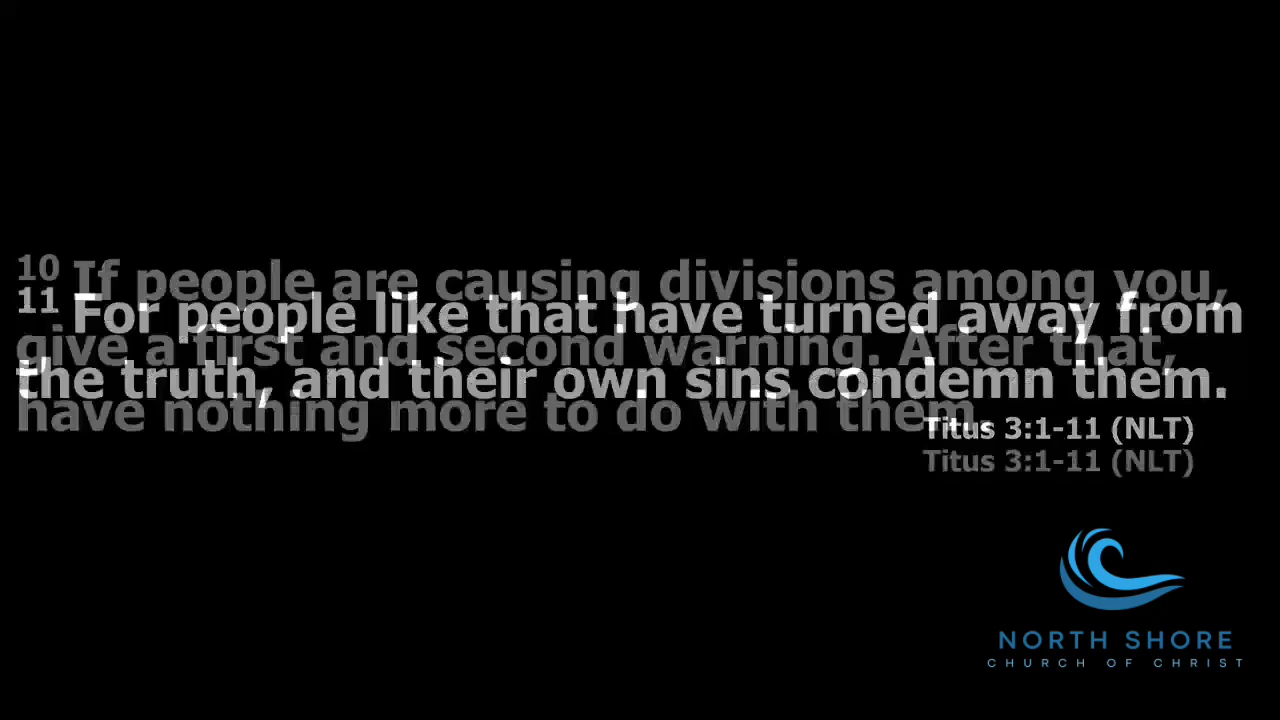 10 If people are causing divisions among you,
give a first and second warning. After that,
have nothing more to do with them.
Titus 3:1-11 (NLT)
11 For people like that have turned away from
the truth, and their own sins condemn them.
Titus 3:1-11 (NLT)
NORTH SHORE
CHURCH OF CHRIST